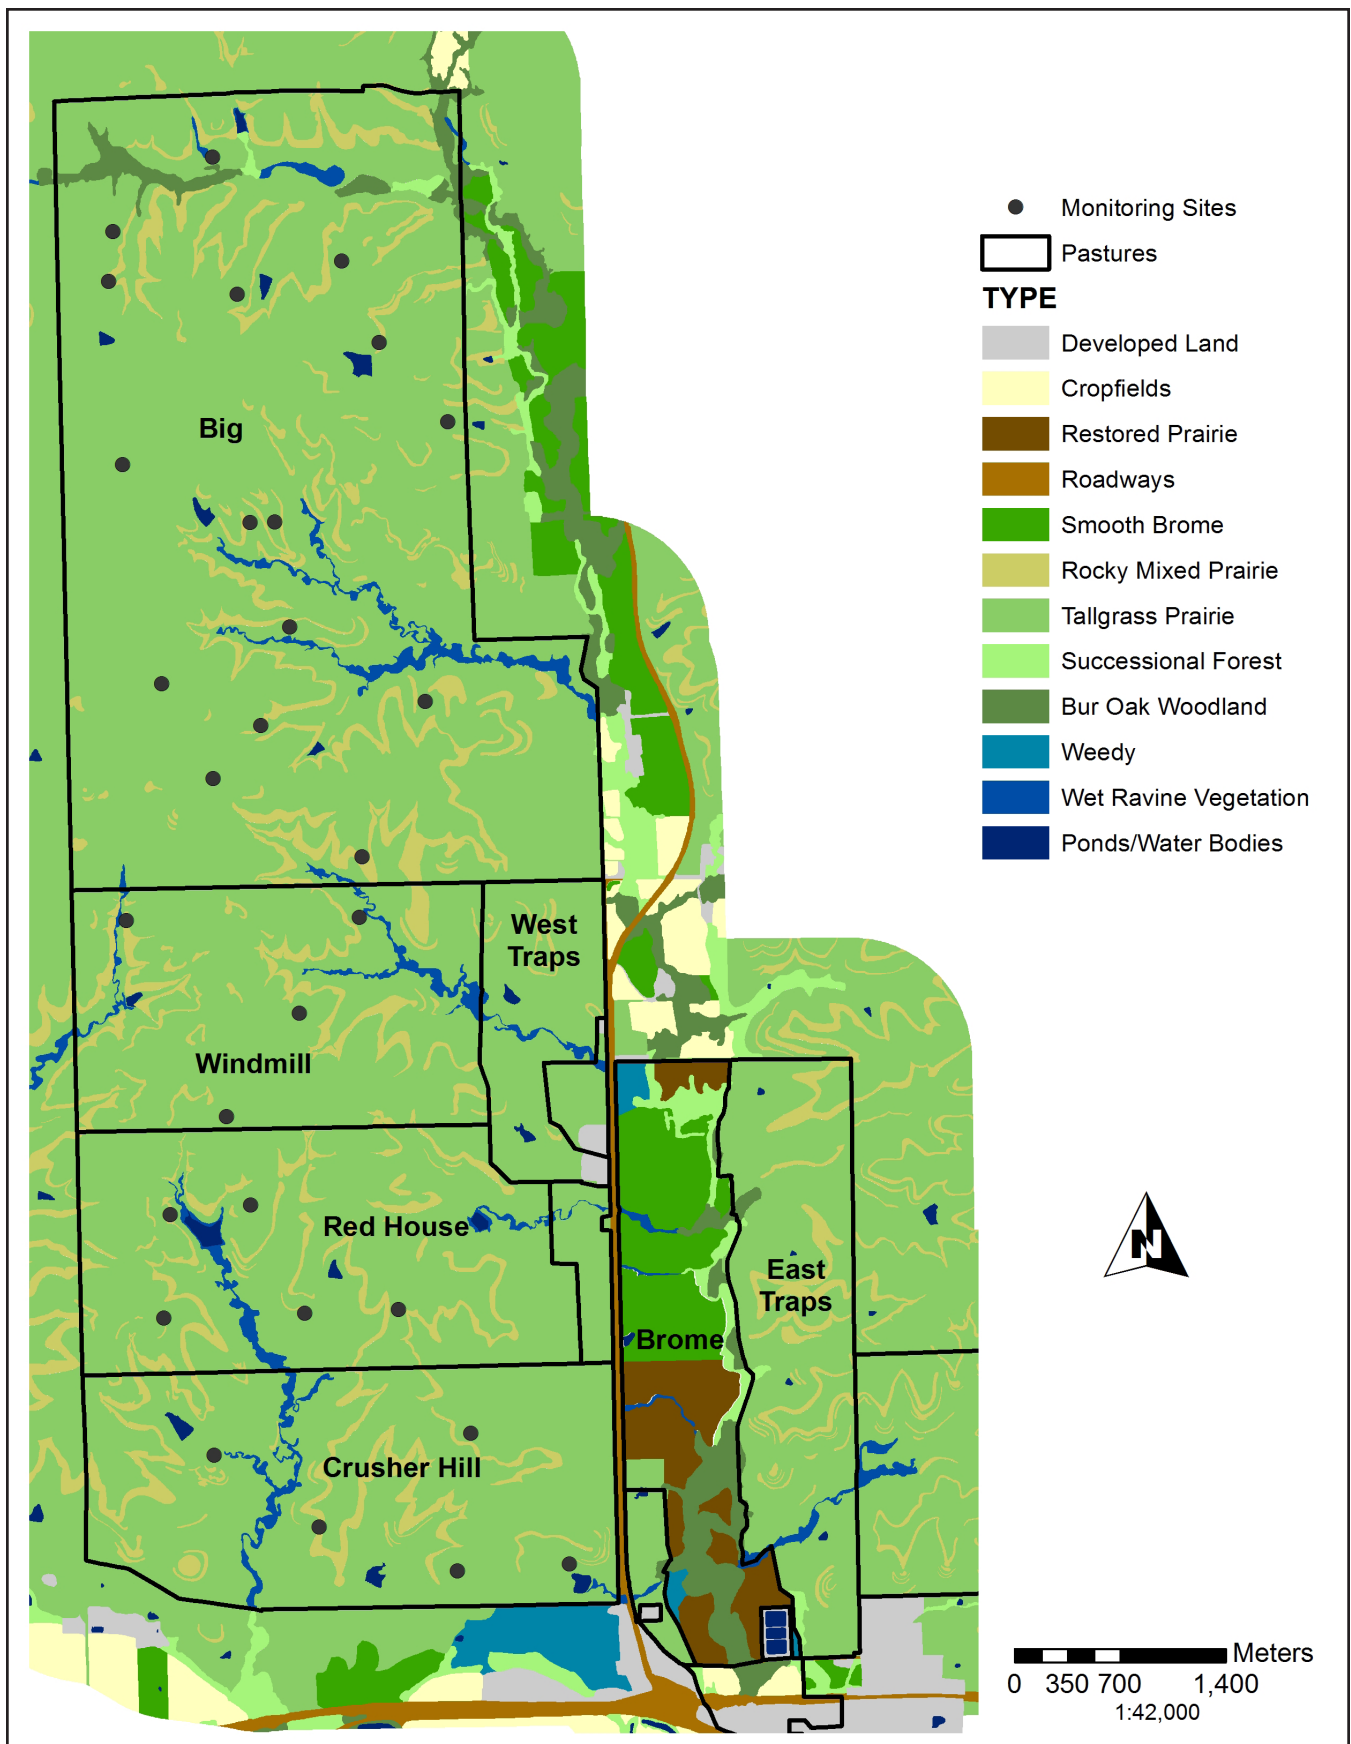 Monitoring Sites
Pastures
TYPE
Developed Land
Cropfields
Restored Prairie
Roadways
Smooth Brome
Rocky Mixed Prairie
Tallgrass Prairie
Successional Forest
Bur Oak Woodland
Weedy
Wet Ravine Vegetation
Ponds/Water Bodies
Big
West
Traps
Windmill
Red House
East
Traps
Brome
Crusher Hill
N
Meters
0 350 700 1,400
1:42,000